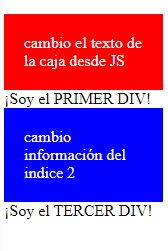 cambio el texto de
la caja desde JS
¡Soy el PRIMER DIV!
cambio
información del
indice 2
¡Soy el TERCER DIV!